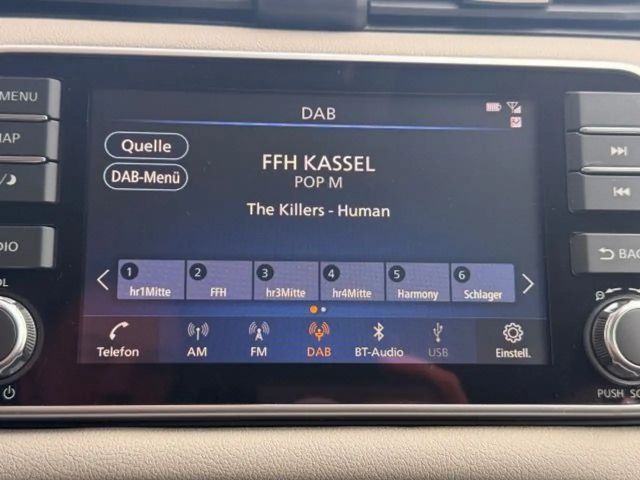 MENU
DAB
Quelle
FFH KASSEL
DAB-Menü
POP M
The Killers - Human
BAC
1 2 3 4 5 6
hr1Mitte FFH hr3Mitte hr4Mitte Harmony Schlager
Telefon AM FM DAB BT-Audio USB Einstell.
PUSH